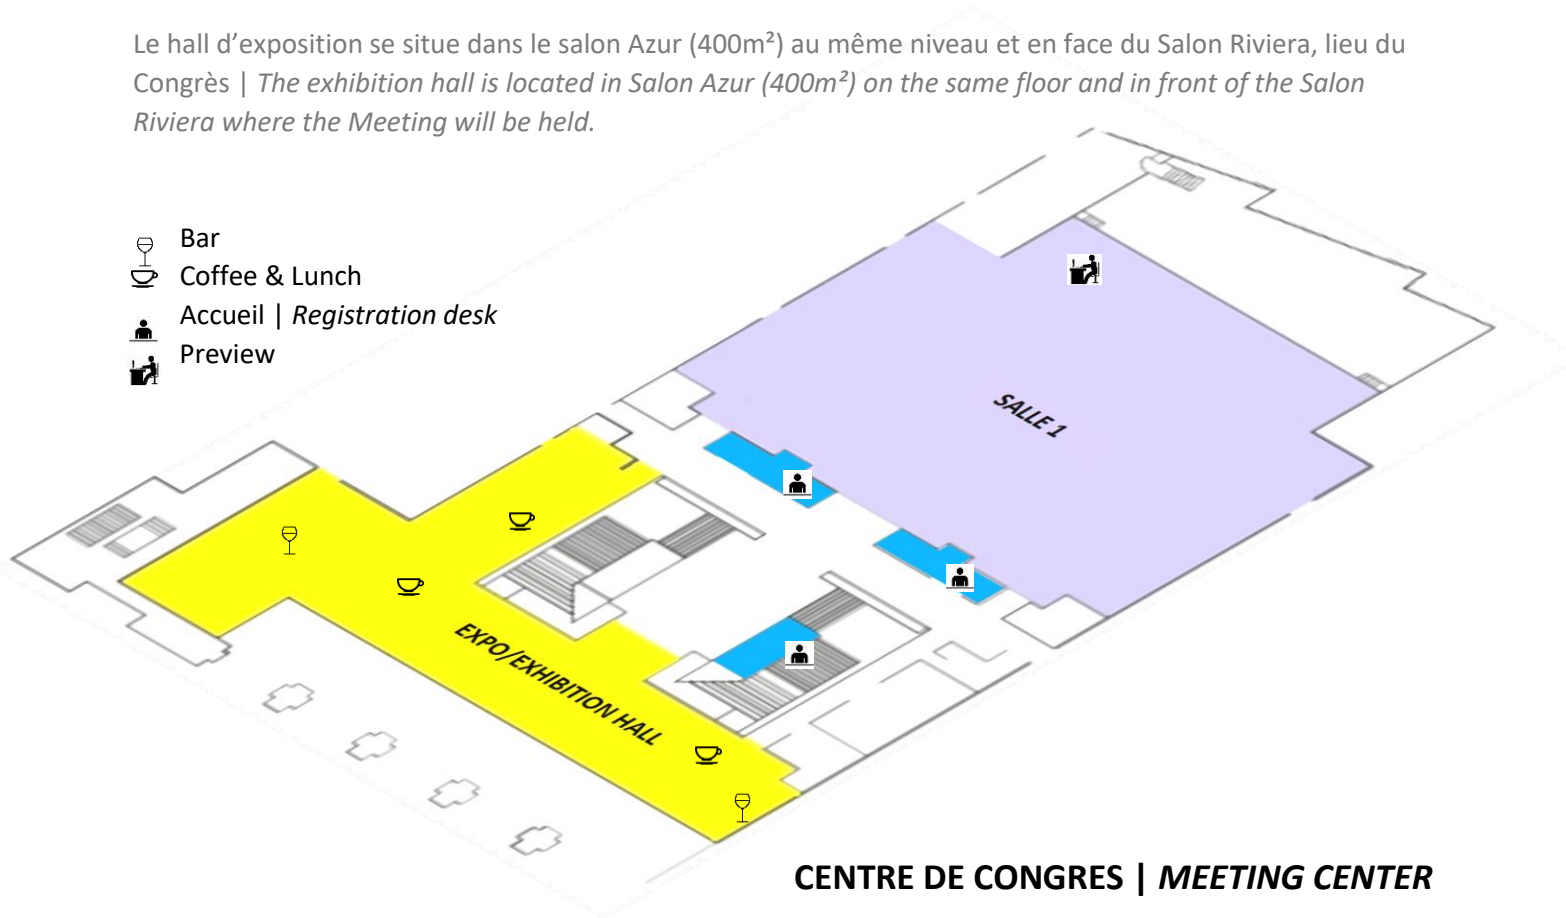 Le hall d’exposition se situe dans le salon Azur (400m²) au même niveau et en face du Salon Riviera, lieu du
Congrès | The exhibition hall is located in Salon Azur (400m²) on the same floor and in front of the Salon
Riviera where the Meeting will be held.
Bar
Coffee & Lunch
Accueil | Registration desk
Preview
SALLE 1
EXPO/EXHIBITION HALL
CENTRE DE CONGRES | MEETING CENTER